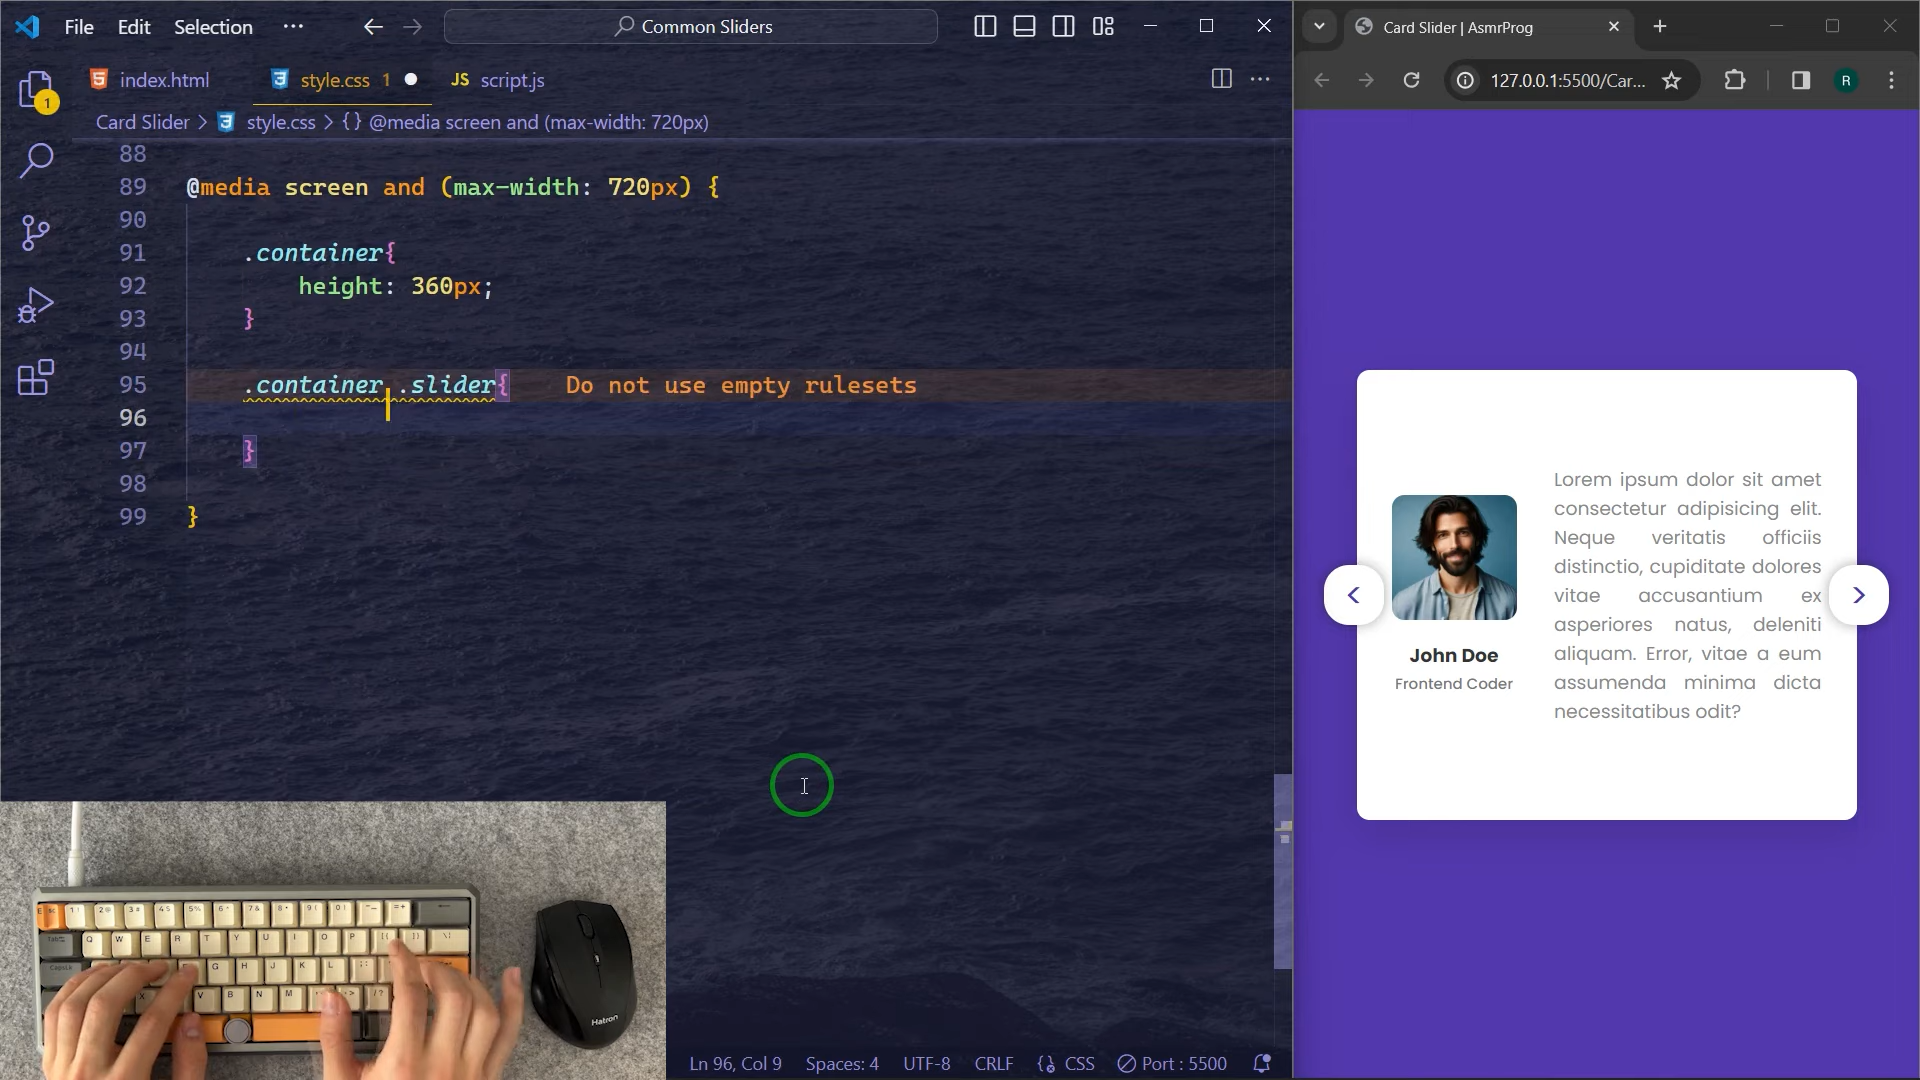 File Edit Selection ···
Common Sliders
index.html
style.css 1
JS script.js
1
Card Slider > style.css > {} @media screen and (max-width: 720px)
88
89 @media screen and (max-width: 720px) {
90
91 .container{
92 height: 360px;
93 }
94
95 .container .slider{ Do not use empty rulesets
96
97 }
98
99 }
Ln 96, Col 9 Spaces: 4 UTF-8 CRLF {} CSS Port : 5500
Card Slider | AsmrProg
127.0.0.1:5500/Car...
R
Lorem ipsum dolor sit amet
consectetur adipisicing elit.
Neque veritatis officiis
distinctio, cupiditate dolores
vitae accusantium ex
asperiores natus, deleniti
aliquam. Error, vitae a eum
assumenda minima dicta
necessitatibus odit?
John Doe
Frontend Coder
Q W E R T Y U I O P
G H J K L
X V B N M
Hatron